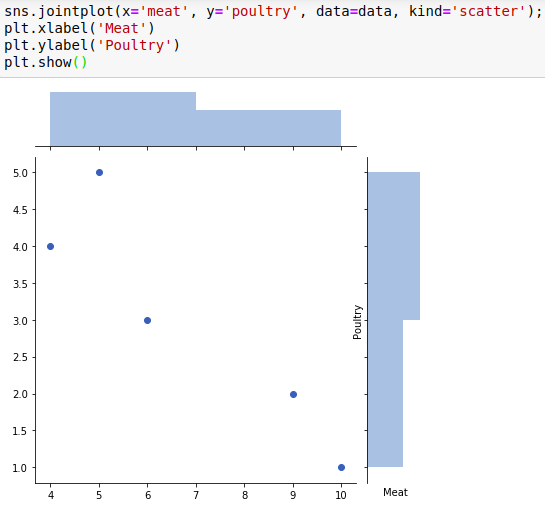 sns.jointplot(x='meat', y='poultry', data=data, kind='scatter');
plt.xlabel('Meat')
plt.ylabel('Poultry')
plt.show()
5.0
4.5
4.0
3.5
3.0
2.5
2.0
1.5
1.0
4 5 6 7 8 9 10
Poultry
Meat